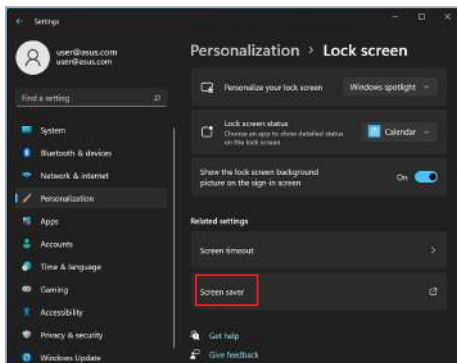 Settings
user@asus.com
user@asus.com
Find a setting
System
Bluetooth & devices
Network & internet
Personalization
Apps
Accounts
Time & language
Gaming
Accessibility
Privacy & security
Windows Update
Personalization > Lock screen
Personalize your lock screen
Windows spotlight
Lock screen status
Choose an app to show detailed status
on the lock screen
Calendar
Show the lock screen background
picture on the sign-in screen
On
Related settings
Screen timeout
Screen saver
Get help
Give feedback